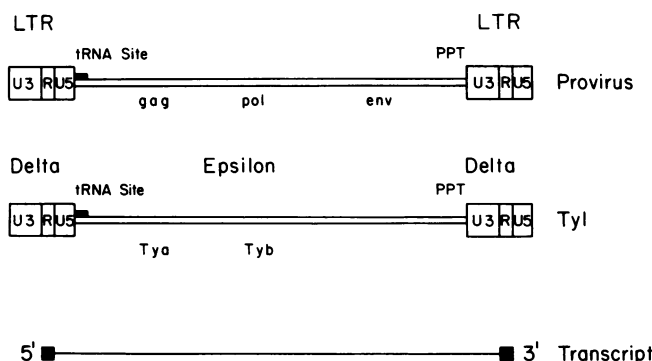 LTR LTR
tRNA Site PPT
U3 R U5 U3 R U5 Provirus
gag pol env
Delta Epsilon Delta
tRNA Site PPT
U3 R U5 U3 R U5 Tyl
Tya Tyb
5' 3' Transcript